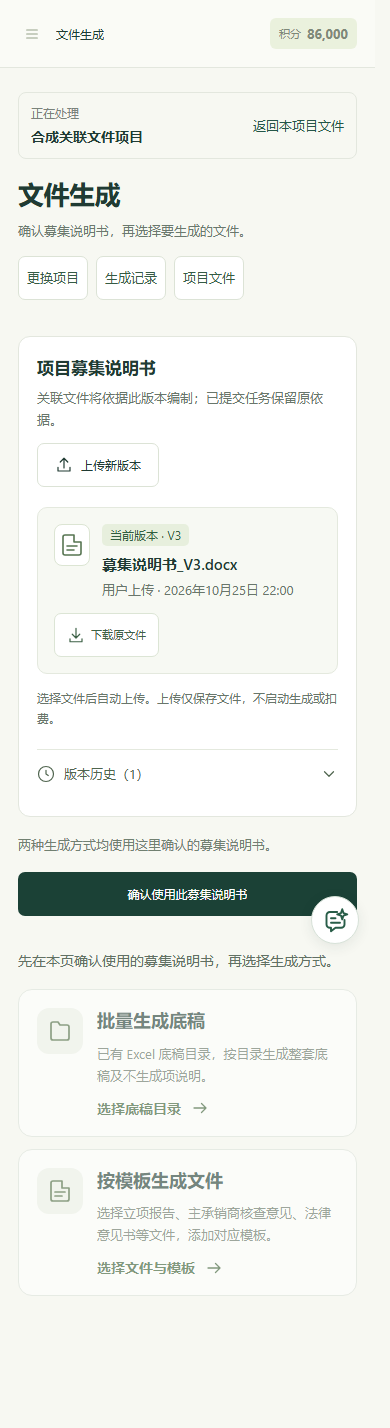 文件生成
积分 86,000
正在处理
合成关联文件项目
返回本项目文件
文件生成
确认募集说明书，再选择要生成的文件。
更换项目
生成记录
项目文件
项目募集说明书
关联文件将依据此版本编制；已提交任务保留原依
据。
上传新版本
当前版本 · V3
募集说明书_V3.docx
用户上传 · 2026年10月25日 22:00
下载原文件
选择文件后自动上传。上传仅保存文件，不启动生成或扣
费。
版本历史（1）
两种生成方式均使用这里确认的募集说明书。
确认使用此募集说明书
先在本页确认使用的募集说明书，再选择生成方式。
批量生成底稿
已有 Excel 底稿目录，按目录生成整套底
稿及不生成项说明。
选择底稿目录
按模板生成文件
选择立项报告、主承销商核查意见、法律
意见书等文件，添加对应模板。
选择文件与模板